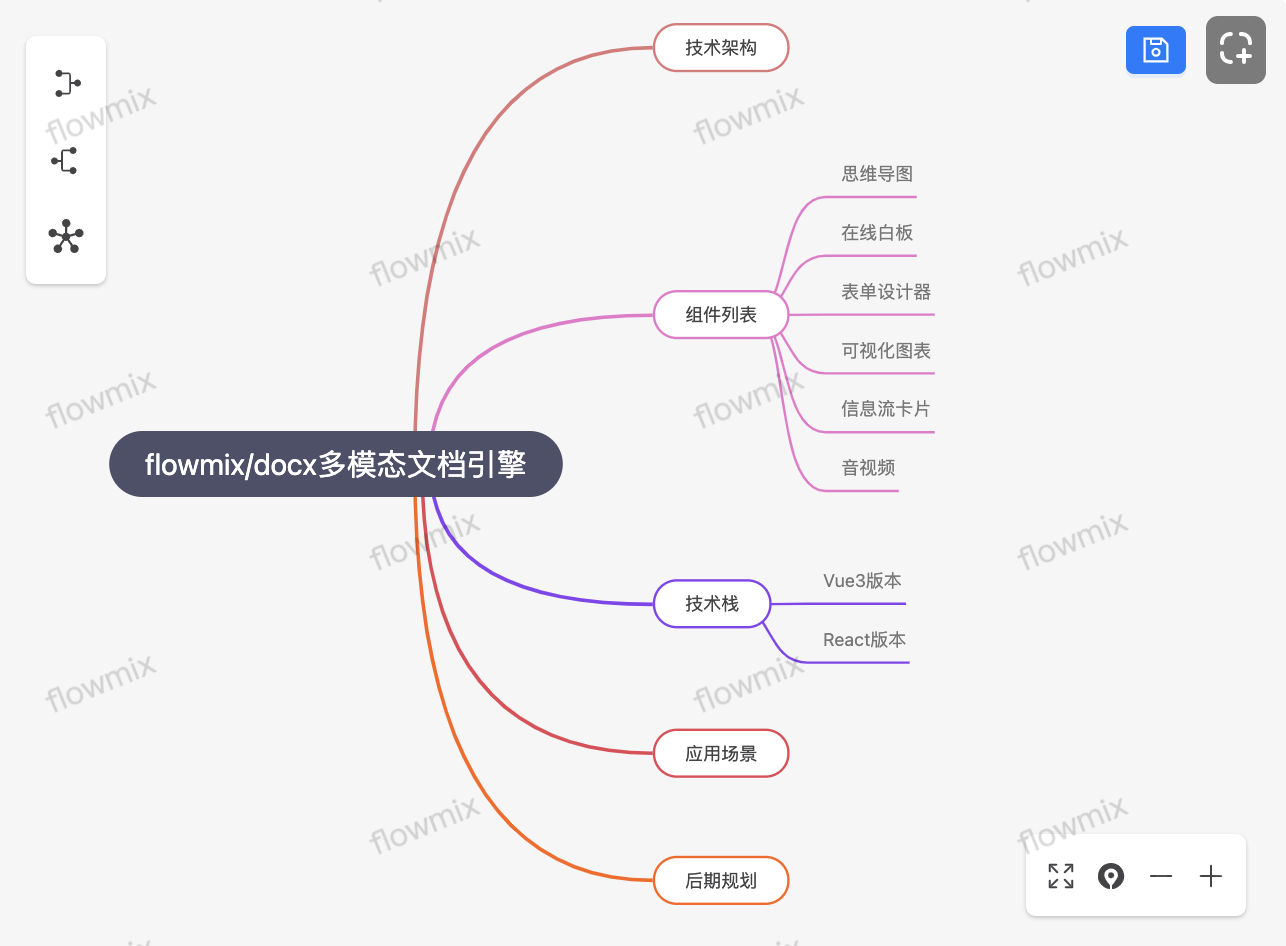 flowmix/docx多模态文档引擎
技术架构
组件列表
思维导图
在线白板
表单设计器
可视化图表
信息流卡片
音视频
技术栈
Vue3版本
React版本
应用场景
后期规划
flowmix
flowmix
flowmix
flowmix
flowmix
flowmix
flowmix
flowmix
flowmix
flowmix
flowmix
flowmix